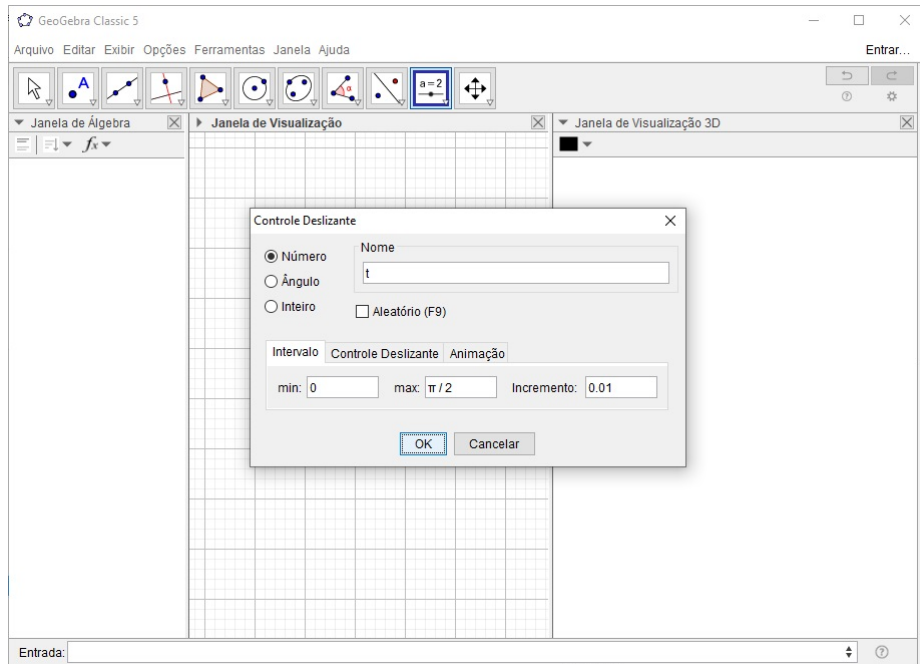 GeoGebra Classic 5
Arquivo Editar Exibir Opções Ferramentas Janela Ajuda Entrar...
A a=2
Janela de Álgebra Janela de Visualização Janela de Visualização 3D
fx
Controle Deslizante
Número
Ângulo
Inteiro
Nome
t
Aleatório (F9)
Intervalo Controle Deslizante Animação
min: 0 max: π / 2 Incremento: 0.01
OK Cancelar
Entrada: